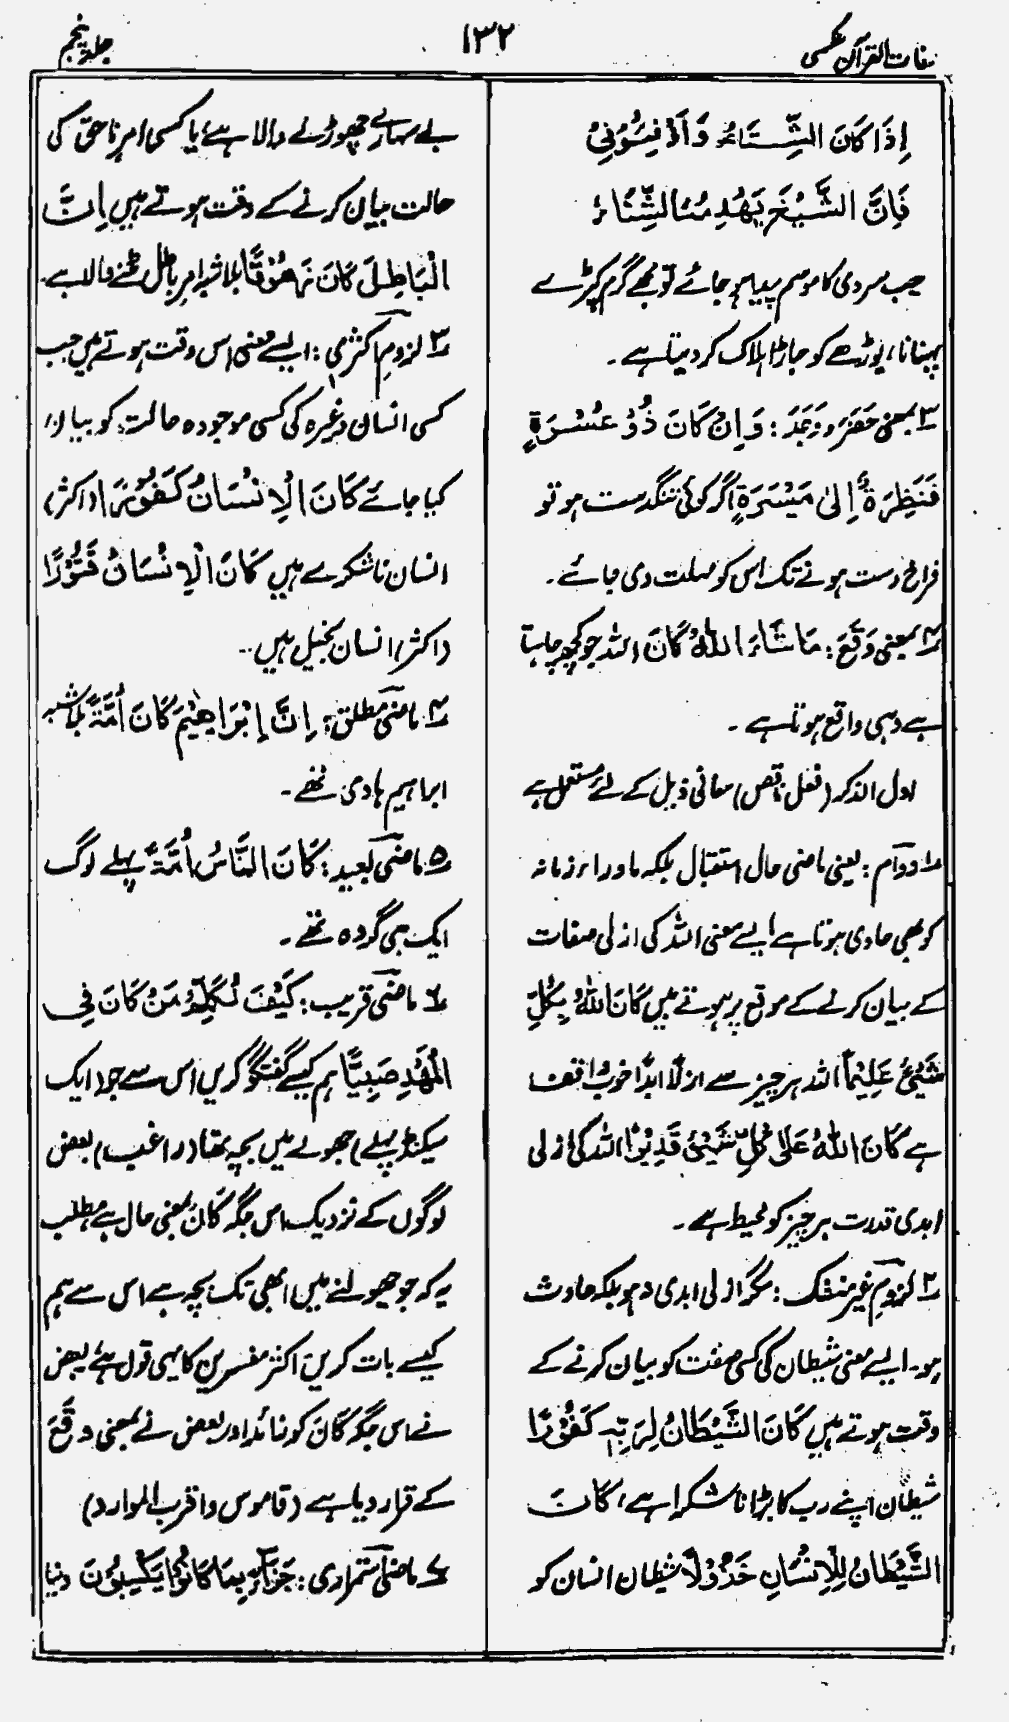 لغات القرآن عکسی
۱۳۲
جلد پنجم
إِذَا كَانَ الشِّتَاءُ فَأَدْفِئُوْنِيْ
فَإِنَّ الشَّيْخَ يَهْدِمُهُ الشِّتَاءُ
جب سردی کا موسم پیدا ہو جائے تو مجھے گرم کپڑے
پہنانا، بوڑھے کو جاڑا ہلاک کر دیتا ہے۔
۳ بمعنی حَضَرَ و وَجَدَ: وَإِنْ كَانَ ذُوْ عُسْرَةٍ
فَنَظِرَةٌ إِلىٰ مَيْسَرَةٍ اگر کوئی تنگدست ہو تو
فراخ دست ہونے تک اس کو مہلت دی جائے۔
۴ بمعنی وَقَعَ: مَا شَاءَ اللهُ كَانَ اللہ جو کچھ چاہتا
ہے وہی واقع ہوتا ہے۔
اول الذکر (فعل ناقص) معانی ذیل کے لئے مستعمل ہے
۱ دوام: یعنی ماضی حال استقبال بلکہ ماوراء زمانہ
کو بھی حاوی ہوتا ہے ایسے معنی اللہ کی ازلی صفات
کے بیان کرنے کے موقع پر ہوتے ہیں كَانَ اللهُ بِكُلِّ
شَيْئٍ عَلِيْماً اللہ ہر چیز سے ازلاً ابداً خوب واقف
ہے كَانَ اللهُ عَلىٰ كُلِّ شَيْئٍ قَدِيْراً اللہ کی ازلی
ابدی قدرت ہر چیز کو محیط ہے۔
۲ لزوم غیر منفک: مگر ازلی ابدی نہ ہو بلکہ حادث
ہو۔ ایسے معنی شیطان کی کسی صفت کو بیان کرنے کے
وقت ہوتے ہیں كَانَ الشَّيْطَانُ لِرَبِّهٖ كَفُوْرًا
شیطان اپنے رب کا بڑا ناشکرا ہے، كَانَ
الشَّيْطَانُ لِلْاِنْسَانِ خَذُوْلًا شیطان انسان کو
بے سہارے چھوڑنے والا ہے، یا کسی امر ناحق کی
حالت بیان کرنے کے وقت ہوتے ہیں اِنَّ
الْبَاطِلَ كَانَ زَهُوْقًا بلاشبہ امر باطل مٹنے والا ہے۔
۳ لزوم اکثری: ایسے معنی اس وقت ہوتے ہیں جب
کسی انسان وغیرہ کی کسی موجودہ حالت کو بیان
کیا جائے كَانَ الْاِنْسَانُ كَفُوْرًا (اکثر)
انسان ناشکرے ہیں كَانَ الْاِنْسَانُ قَتُوْرًا
(اکثر) انسان بخیل ہیں۔
۴ ماضی مطلق: اِنَّ اِبْرَاهِيْمَ كَانَ اُمَّةً بلاشبہ
ابراہیم ہادی تھے۔
۵ ماضی بعید: كَانَ النَّاسُ اُمَّةً پہلے لوگ
ایک ہی گروہ تھے۔
۶ ماضی قریب: كَيْفَ نُكَلِّمُ مَنْ كَانَ فِى
الْمَهْدِ صَبِيًّا ہم کیسے گفتگو کریں اس سے جو (ایک
سیکنڈ پہلے) جھولے میں بچہ تھا (راغب) بعض
لوگوں کے نزدیک اس جگہ كَانَ بمعنی حال ہے مطلب
یہ کہ جو جھولنے میں ابھی تک بچہ ہے اس سے ہم
کیسے بات کریں اکثر مفسرین کا یہی قول ہے بعض
نے اس جگہ كَانَ کو زائد اور بعض نے بمعنی وَقَعَ
کے قرار دیا ہے (قاموس و اقرب الموارد)
۷ ماضی استمراری: جَزَاءً بِمَا كَانُوْا يَكْسِبُوْنَ دنیا